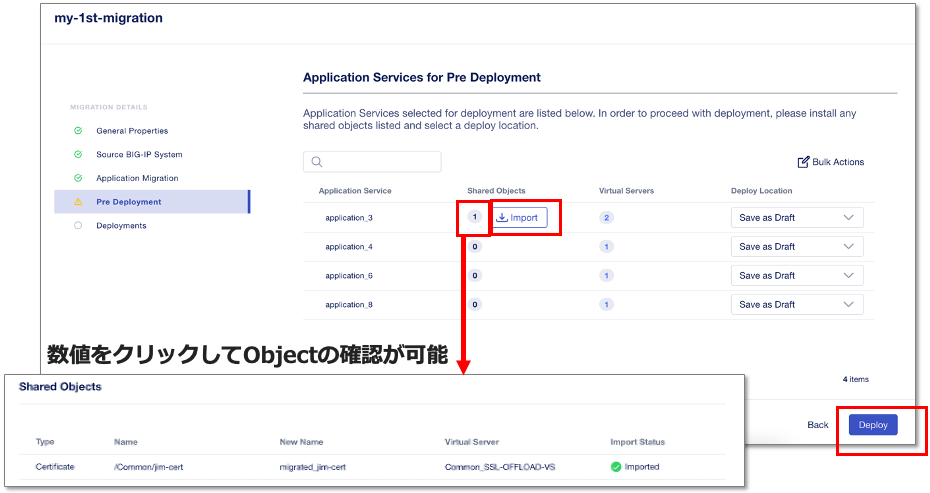 my-1st-migration
Application Services for Pre Deployment
Application Services selected for deployment are listed below. In order to proceed with deployment, please install any
shared objects listed and select a deploy location.
MIGRATION DETAILS
General Properties
Source BIG-IP System
Application Migration
Pre Deployment
Deployments
Bulk Actions
Application Service Shared Objects Virtual Servers Deploy Location
application_3 1 Import 2 Save as Draft
application_4 0 1 Save as Draft
application_6 0 1 Save as Draft
application_8 0 1 Save as Draft
4 items
Back Deploy
数値をクリックしてObjectの確認が可能
Shared Objects
Type Name New Name Virtual Server Import Status
Certificate /Common/jim-cert migrated_jim-cert Common_SSL-OFFLOAD-VS Imported